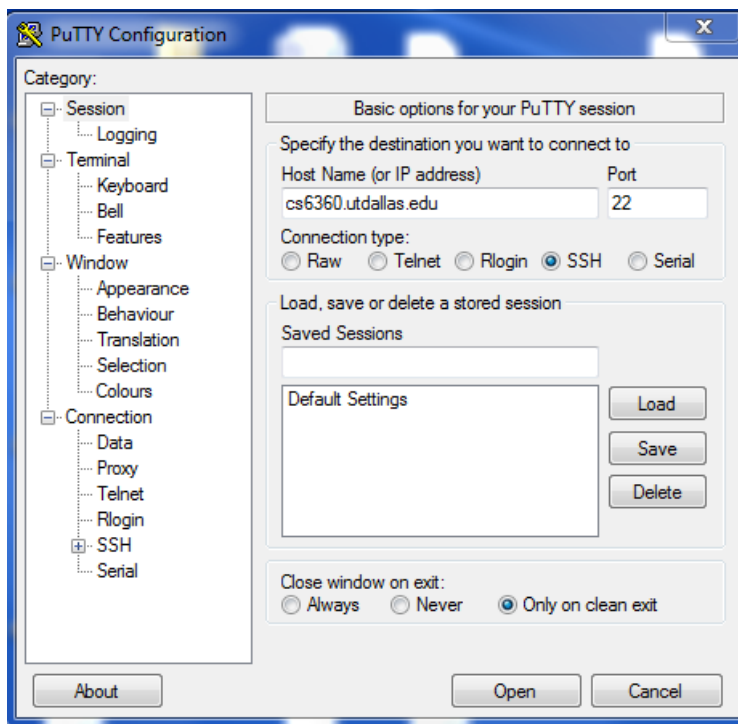 PuTTY Configuration
X
Category:
Session
Logging
Terminal
Keyboard
Bell
Features
Window
Appearance
Behaviour
Translation
Selection
Colours
Connection
Data
Proxy
Telnet
Rlogin
SSH
Serial
Basic options for your PuTTY session
Specify the destination you want to connect to
Host Name (or IP address) Port
cs6360.utdallas.edu 22
Connection type:
Raw Telnet Rlogin SSH Serial
Load, save or delete a stored session
Saved Sessions
Default Settings
Load
Save
Delete
Close window on exit:
Always Never Only on clean exit
About Open Cancel